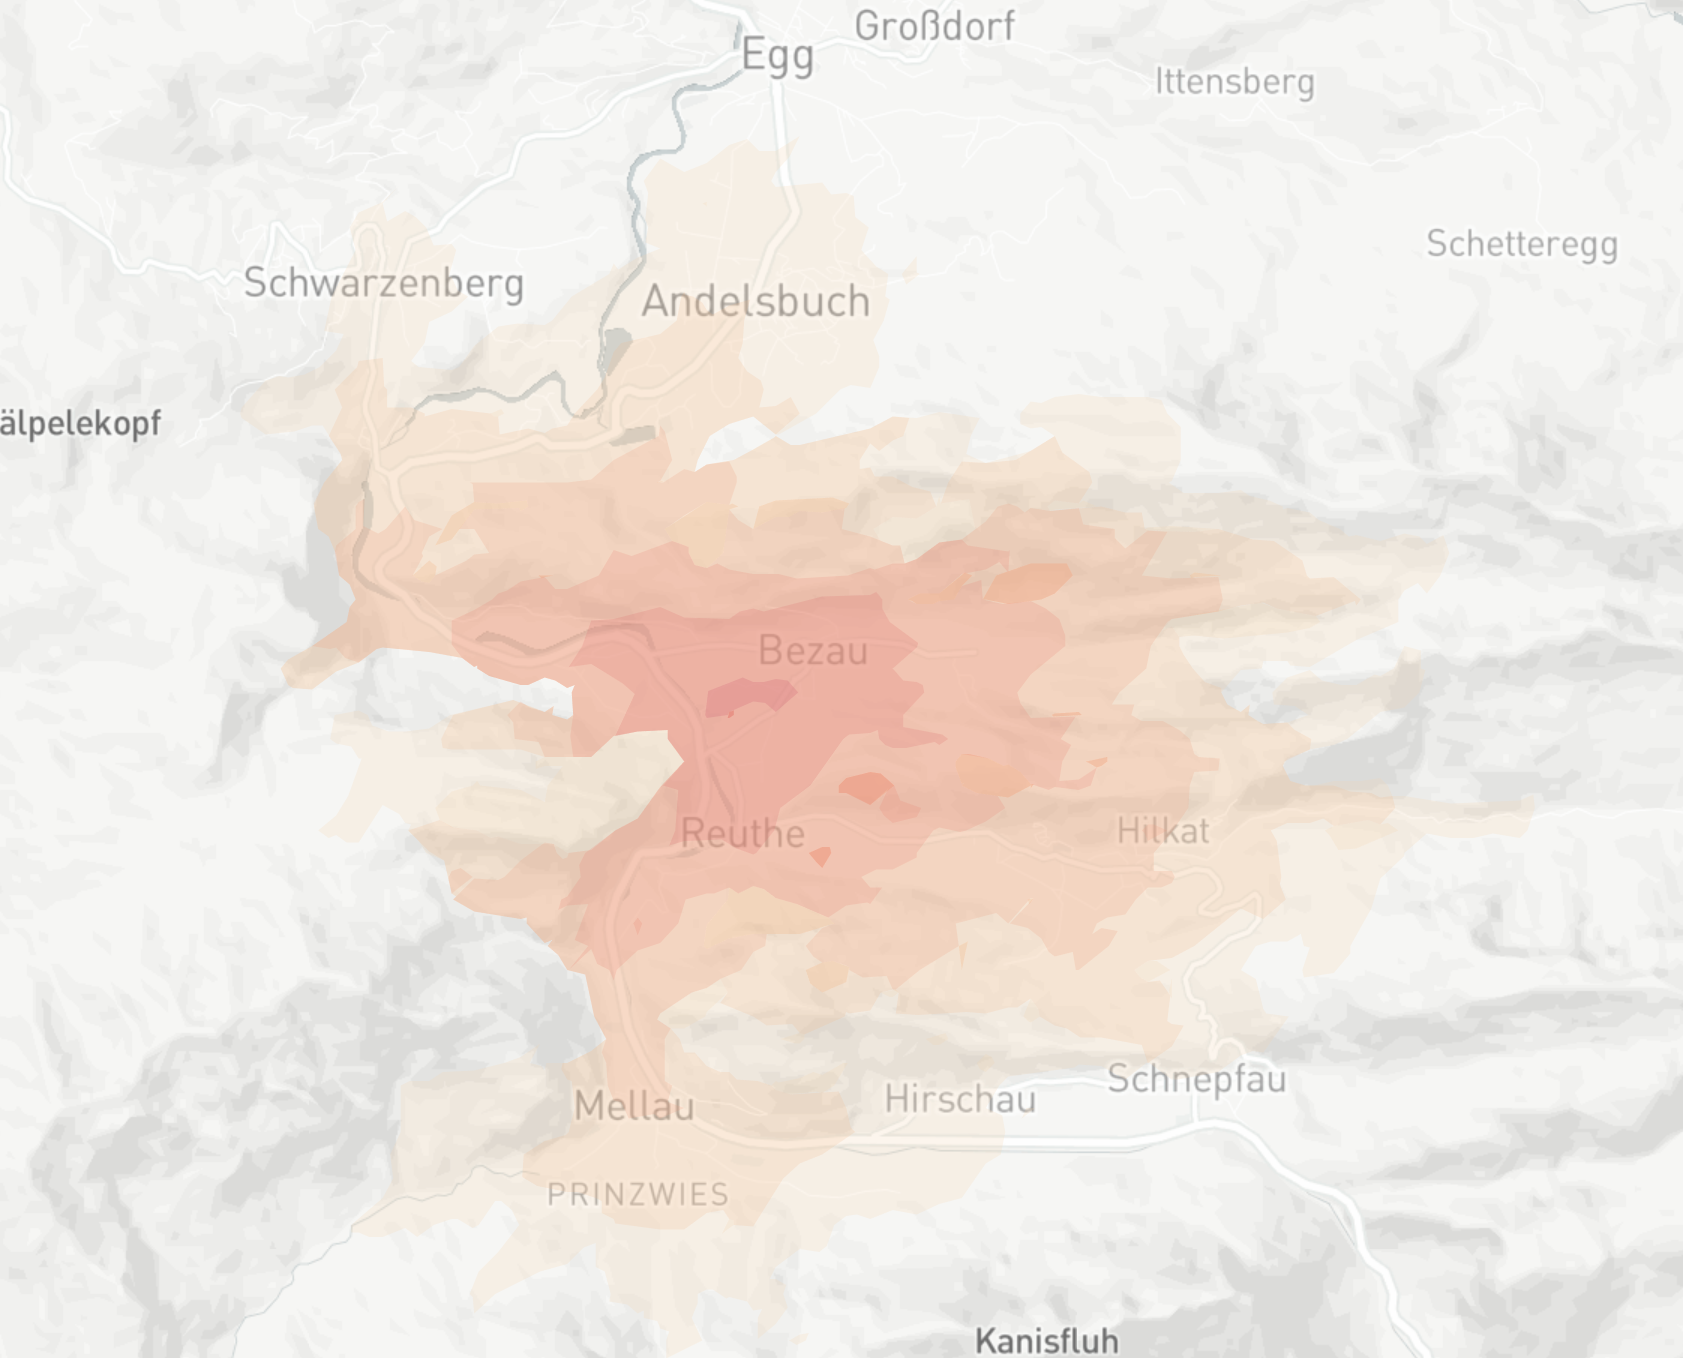 Großdorf
Egg
Ittensberg
Schetteregg
Schwarzenberg
Andelsbuch
älpelekopf
Bezau
Reuthe
Hilkat
Schnepfau
Hirschau
Mellau
PRINZWIES
Kanisfluh